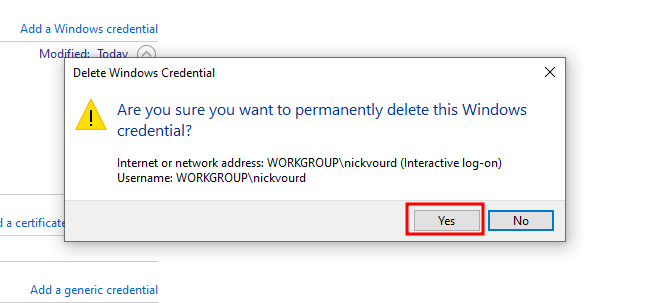 Add a Windows credential
Modified: Today
Delete Windows Credential
Are you sure you want to permanently delete this Windows
credential?
Internet or network address: WORKGROUP\nickvourd (Interactive log-on)
Username: WORKGROUP\nickvourd
Yes No
d a certificate
Add a generic credential